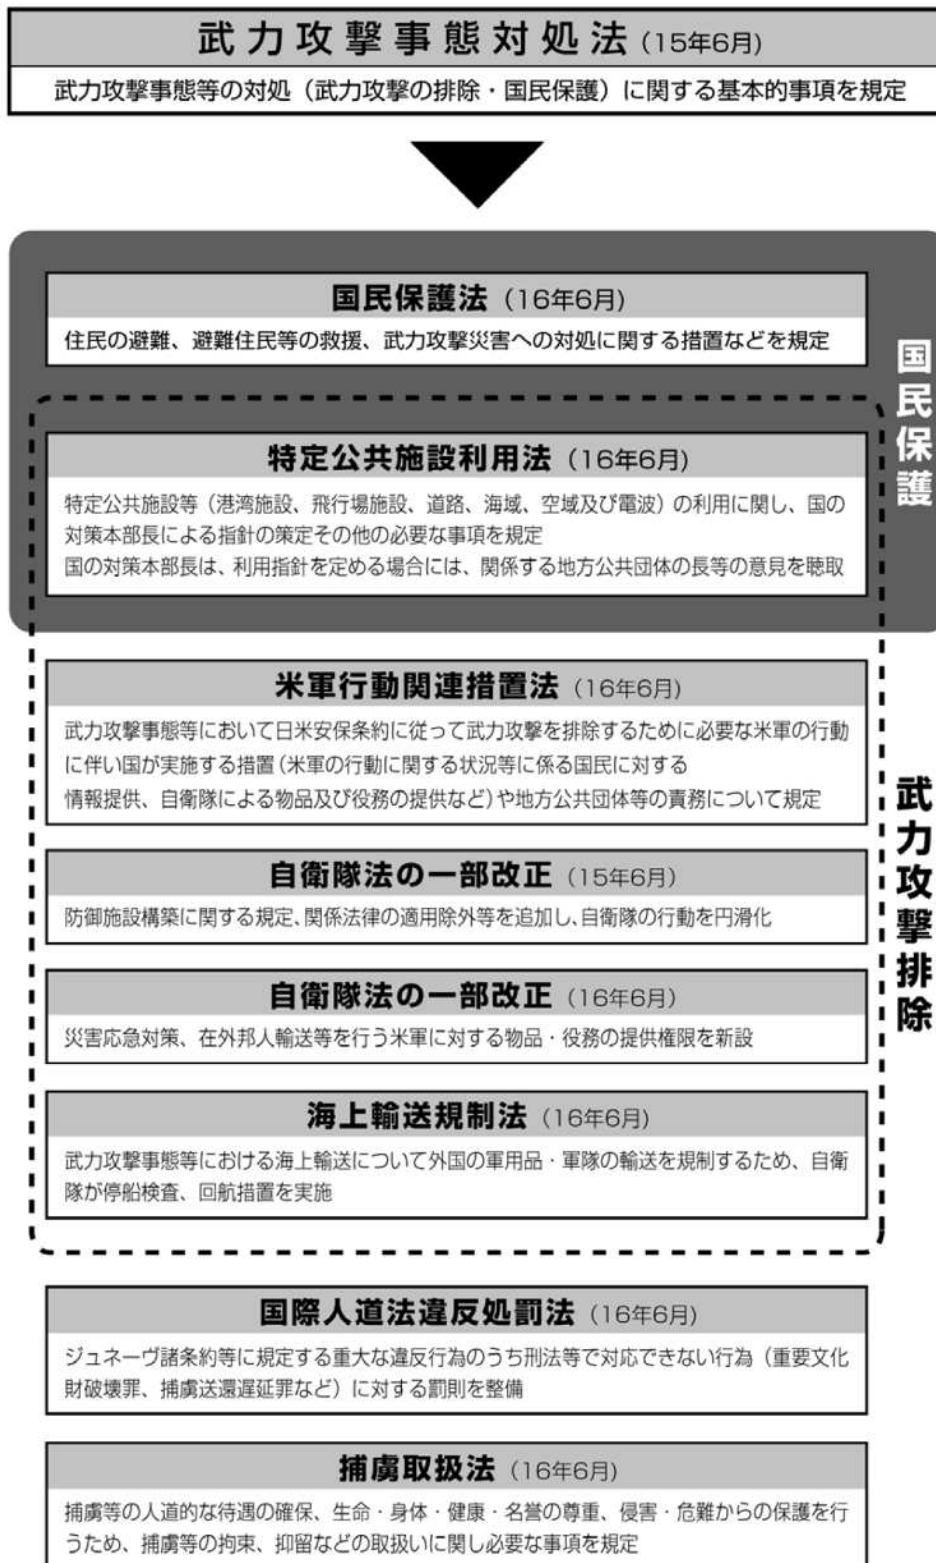 武力攻撃事態対処法(15年6月)
武力攻撃事態等の対処（武力攻撃の排除・国民保護）に関する基本的事項を規定
国民保護法（16年6月）
住民の避難、避難住民等の救援、武力攻撃災害への対処に関する措置などを規定
国民保護
特定公共施設利用法（16年6月）
特定公共施設等（港湾施設、飛行場施設、道路、海域、空域及び電波）の利用に関し、国の
対策本部長による指針の策定その他の必要な事項を規定
国の対策本部長は、利用指針を定める場合には、関係する地方公共団体の長等の意見を聴取
米軍行動関連措置法（16年6月）
武力攻撃事態等において日米安保条約に従って武力攻撃を排除するために必要な米軍の行動
に伴い国が実施する措置（米軍の行動に関する状況等に係る国民に対する
情報提供、自衛隊による物品及び役務の提供など）や地方公共団体等の責務について規定
武力攻撃排除
自衛隊法の一部改正（15年6月）
防御施設構築に関する規定、関係法律の適用除外等を追加し、自衛隊の行動を円滑化
自衛隊法の一部改正（16年6月）
災害応急対策、在外邦人輸送等を行う米軍に対する物品・役務の提供権限を新設
海上輸送規制法（16年6月）
武力攻撃事態等における海上輸送について外国の軍用品・軍隊の輸送を規制するため、自衛
隊が停船検査、回航措置を実施
国際人道法違反処罰法（16年6月）
ジュネーヴ諸条約等に規定する重大な違反行為のうち刑法等で対応できない行為（重要文化
財破壊罪、捕虜送還遅延罪など）に対する罰則を整備
捕虜取扱法（16年6月）
捕虜等の人道的な待遇の確保、生命・身体・健康・名誉の尊重、侵害・危難からの保護を行
うため、捕虜等の拘束、抑留などの取扱いに関し必要な事項を規定